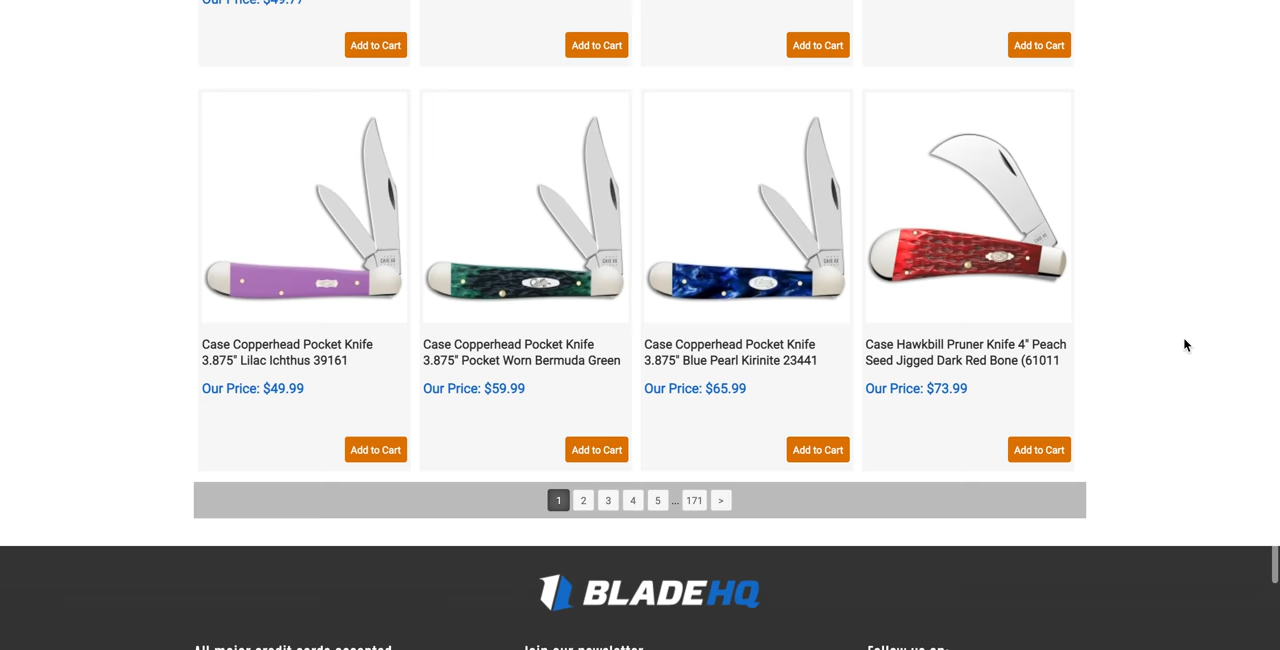 Our Price: $49.77
Add to Cart Add to Cart Add to Cart Add to Cart
Case Copperhead Pocket Knife
3.875" Lilac Ichthus 39161
Our Price: $49.99
Add to Cart
Case Copperhead Pocket Knife
3.875" Pocket Worn Bermuda Green
Our Price: $59.99
Add to Cart
Case Copperhead Pocket Knife
3.875" Blue Pearl Kirinite 23441
Our Price: $65.99
Add to Cart
Case Hawkbill Pruner Knife 4" Peach
Seed Jigged Dark Red Bone (61011
Our Price: $73.99
Add to Cart
1 2 3 4 5 ... 171 >
BLADEHQ
All major credit cards accepted
Join our newsletter
Follow us on: